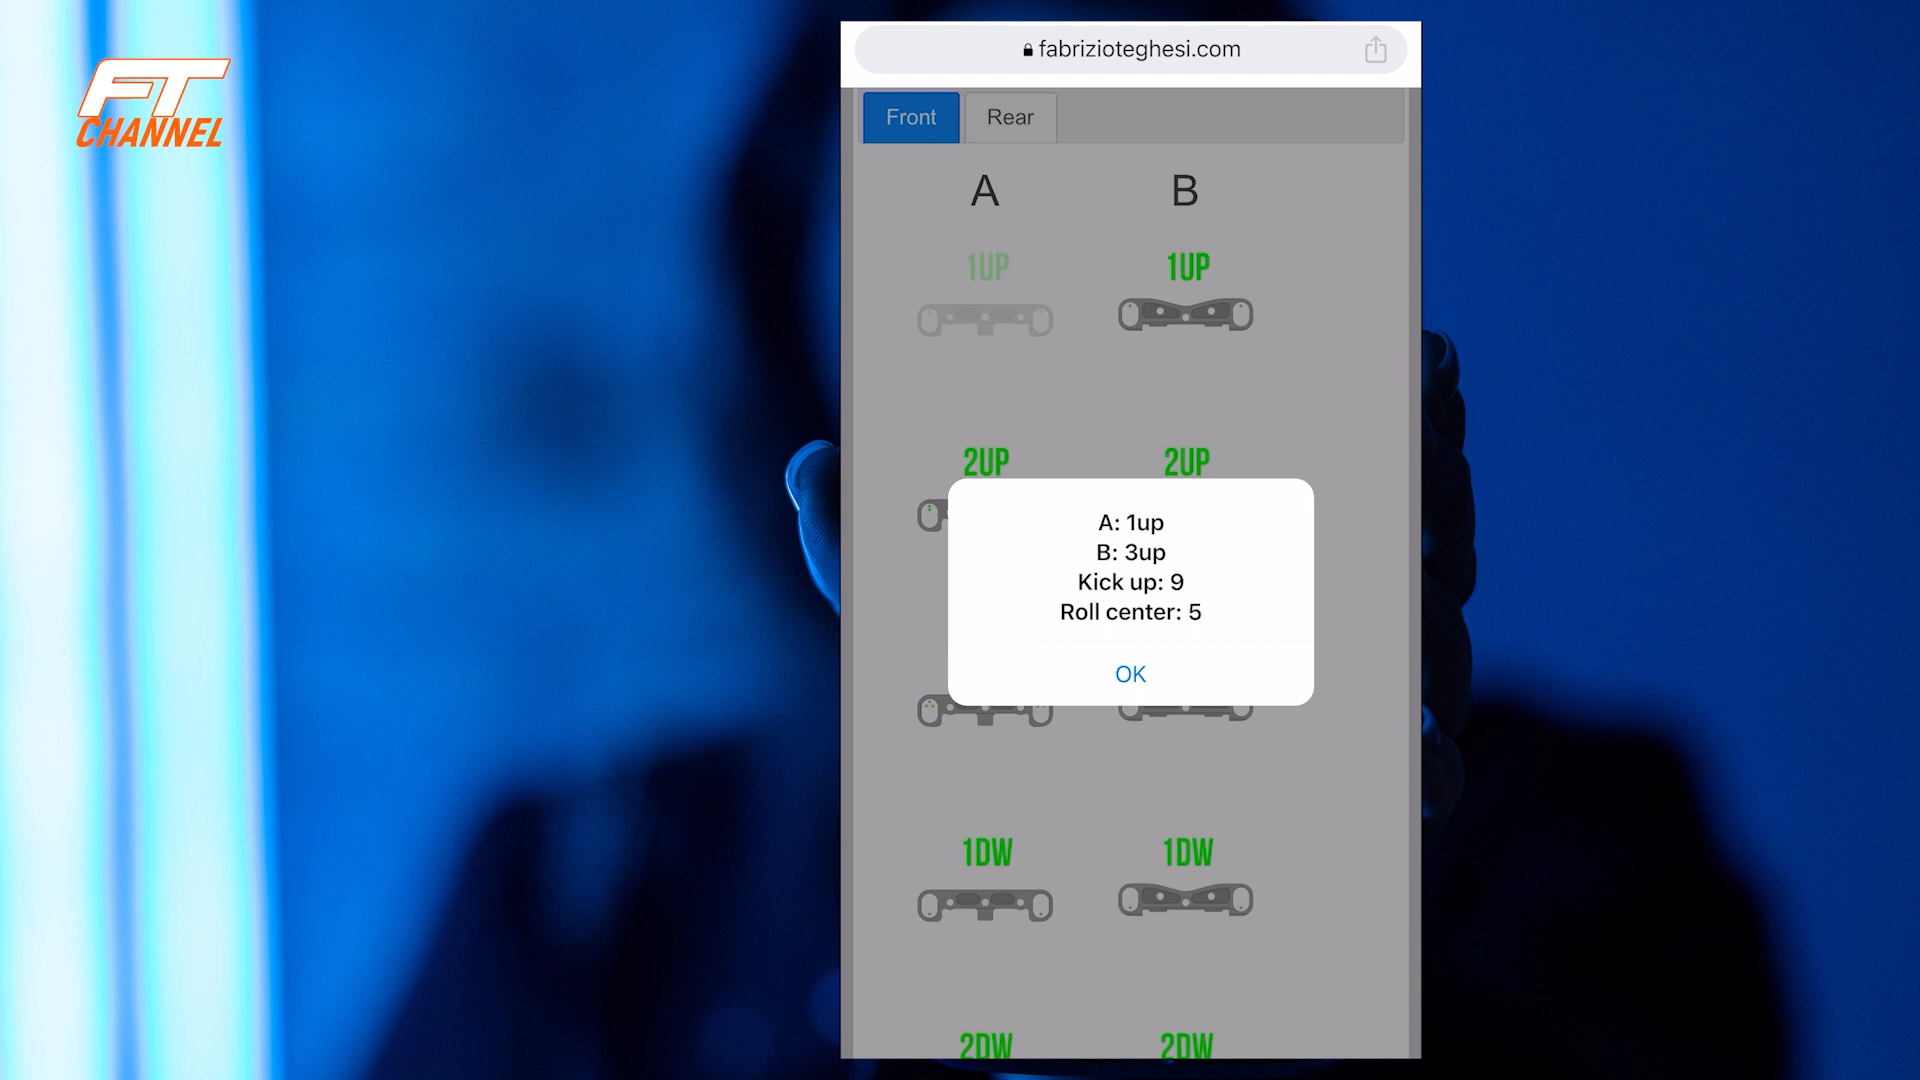 FT
CHANNEL
fabrizioteghesi.com
Front
Rear
A
B
1UP
1UP
2UP
2UP
A: 1up
B: 3up
Kick up: 9
Roll center: 5
OK
1DW
1DW
2DW
2DW